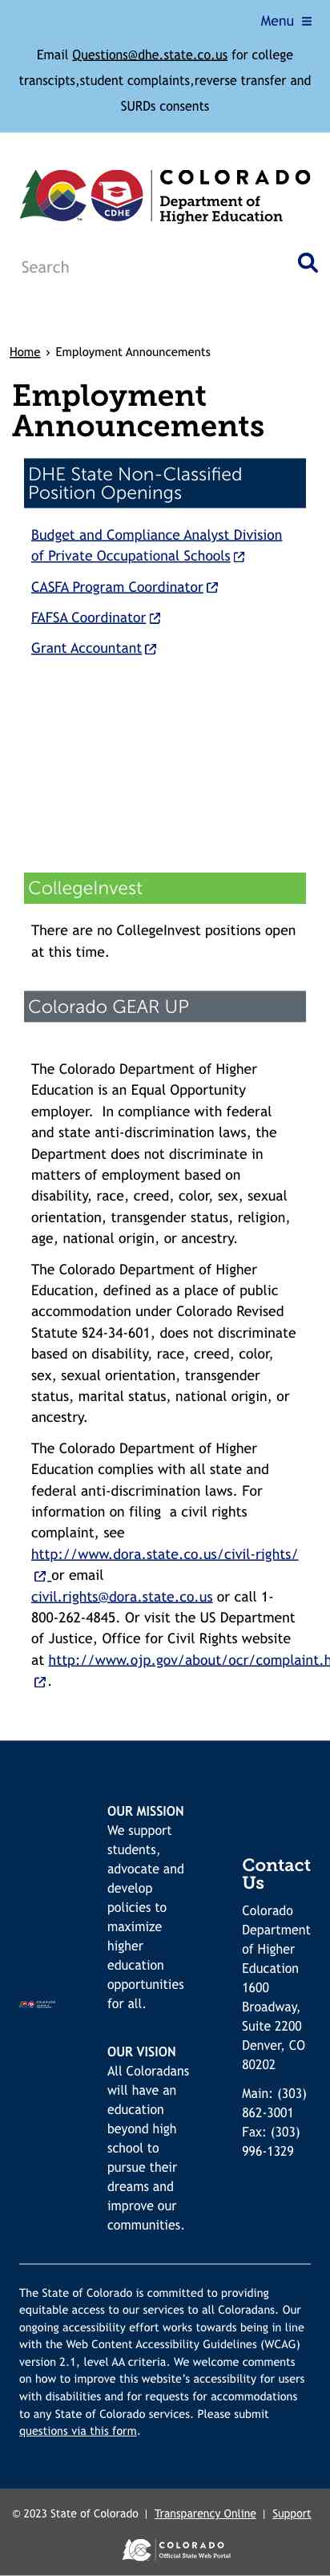 Menu
Email Questions@dhe.state.co.us for college
transcipts,student complaints,reverse transfer and
SURDs consents
CDHE
COLORADO
Department of
Higher Education
Search
Home › Employment Announcements
Employment
Announcements
DHE State Non-Classified
Position Openings
Budget and Compliance Analyst Division
of Private Occupational Schools
CASFA Program Coordinator
FAFSA Coordinator
Grant Accountant
CollegeInvest
There are no CollegeInvest positions open
at this time.
Colorado GEAR UP
The Colorado Department of Higher
Education is an Equal Opportunity
employer.  In compliance with federal
and state anti-discrimination laws, the
Department does not discriminate in
matters of employment based on
disability, race, creed, color, sex, sexual
orientation, transgender status, religion,
age, national origin, or ancestry.
The Colorado Department of Higher
Education, defined as a place of public
accommodation under Colorado Revised
Statute §24-34-601, does not discriminate
based on disability, race, creed, color,
sex, sexual orientation, transgender
status, marital status, national origin, or
ancestry.
The Colorado Department of Higher
Education complies with all state and
federal anti-discrimination laws. For
information on filing  a civil rights
complaint, see
http://www.dora.state.co.us/civil-rights/
or email
civil.rights@dora.state.co.us or call 1-
800-262-4845. Or visit the US Department
of Justice, Office for Civil Rights website
at http://www.ojp.gov/about/ocr/complaint.h
.
OUR MISSION
We support
students,
advocate and
develop
policies to
maximize
higher
education
opportunities
for all.
OUR VISION
All Coloradans
will have an
education
beyond high
school to
pursue their
dreams and
improve our
communities.
Contact
Us
Colorado
Department
of Higher
Education
1600
Broadway,
Suite 2200
Denver, CO
80202
Main: (303)
862-3001
Fax: (303)
996-1329
The State of Colorado is committed to providing
equitable access to our services to all Coloradans. Our
ongoing accessibility effort works towards being in line
with the Web Content Accessibility Guidelines (WCAG)
version 2.1, level AA criteria. We welcome comments
on how to improve this website's accessibility for users
with disabilities and for requests for accommodations
to any State of Colorado services. Please submit
questions via this form.
© 2023 State of Colorado | Transparency Online | Support
COLORADO
Official State Web Portal